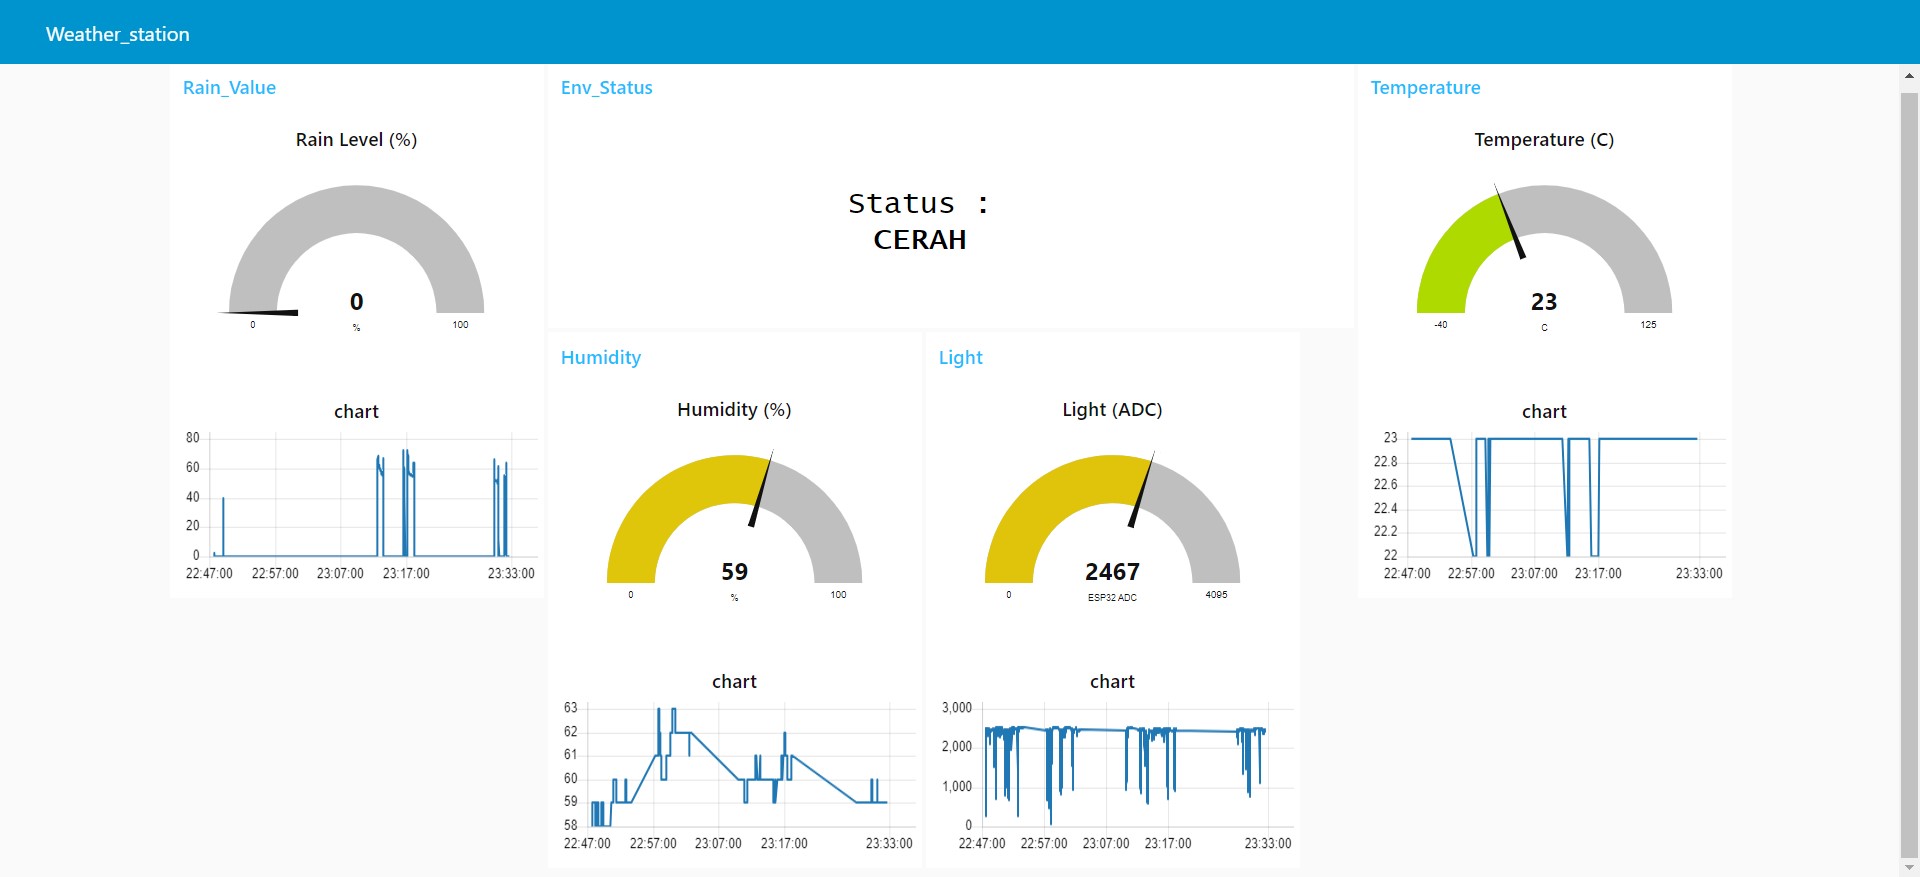 Weather_station
Rain_Value
Rain Level (%)
0
0
%
100
chart
80
60
40
20
0
22:47:00 22:57:00 23:07:00 23:17:00 23:33:00
Env_Status
Status :
CERAH
Humidity
Humidity (%)
59
0
%
100
chart
63
62
61
60
59
58
22:47:00 22:57:00 23:07:00 23:17:00 23:33:00
Light
Light (ADC)
2467
0
ESP32 ADC
4095
chart
3,000
2,000
1,000
0
22:47:00 22:57:00 23:07:00 23:17:00 23:33:00
Temperature
Temperature (C)
23
-40
C
125
chart
23
22.8
22.6
22.4
22.2
22
22:47:00 22:57:00 23:07:00 23:17:00 23:33:00